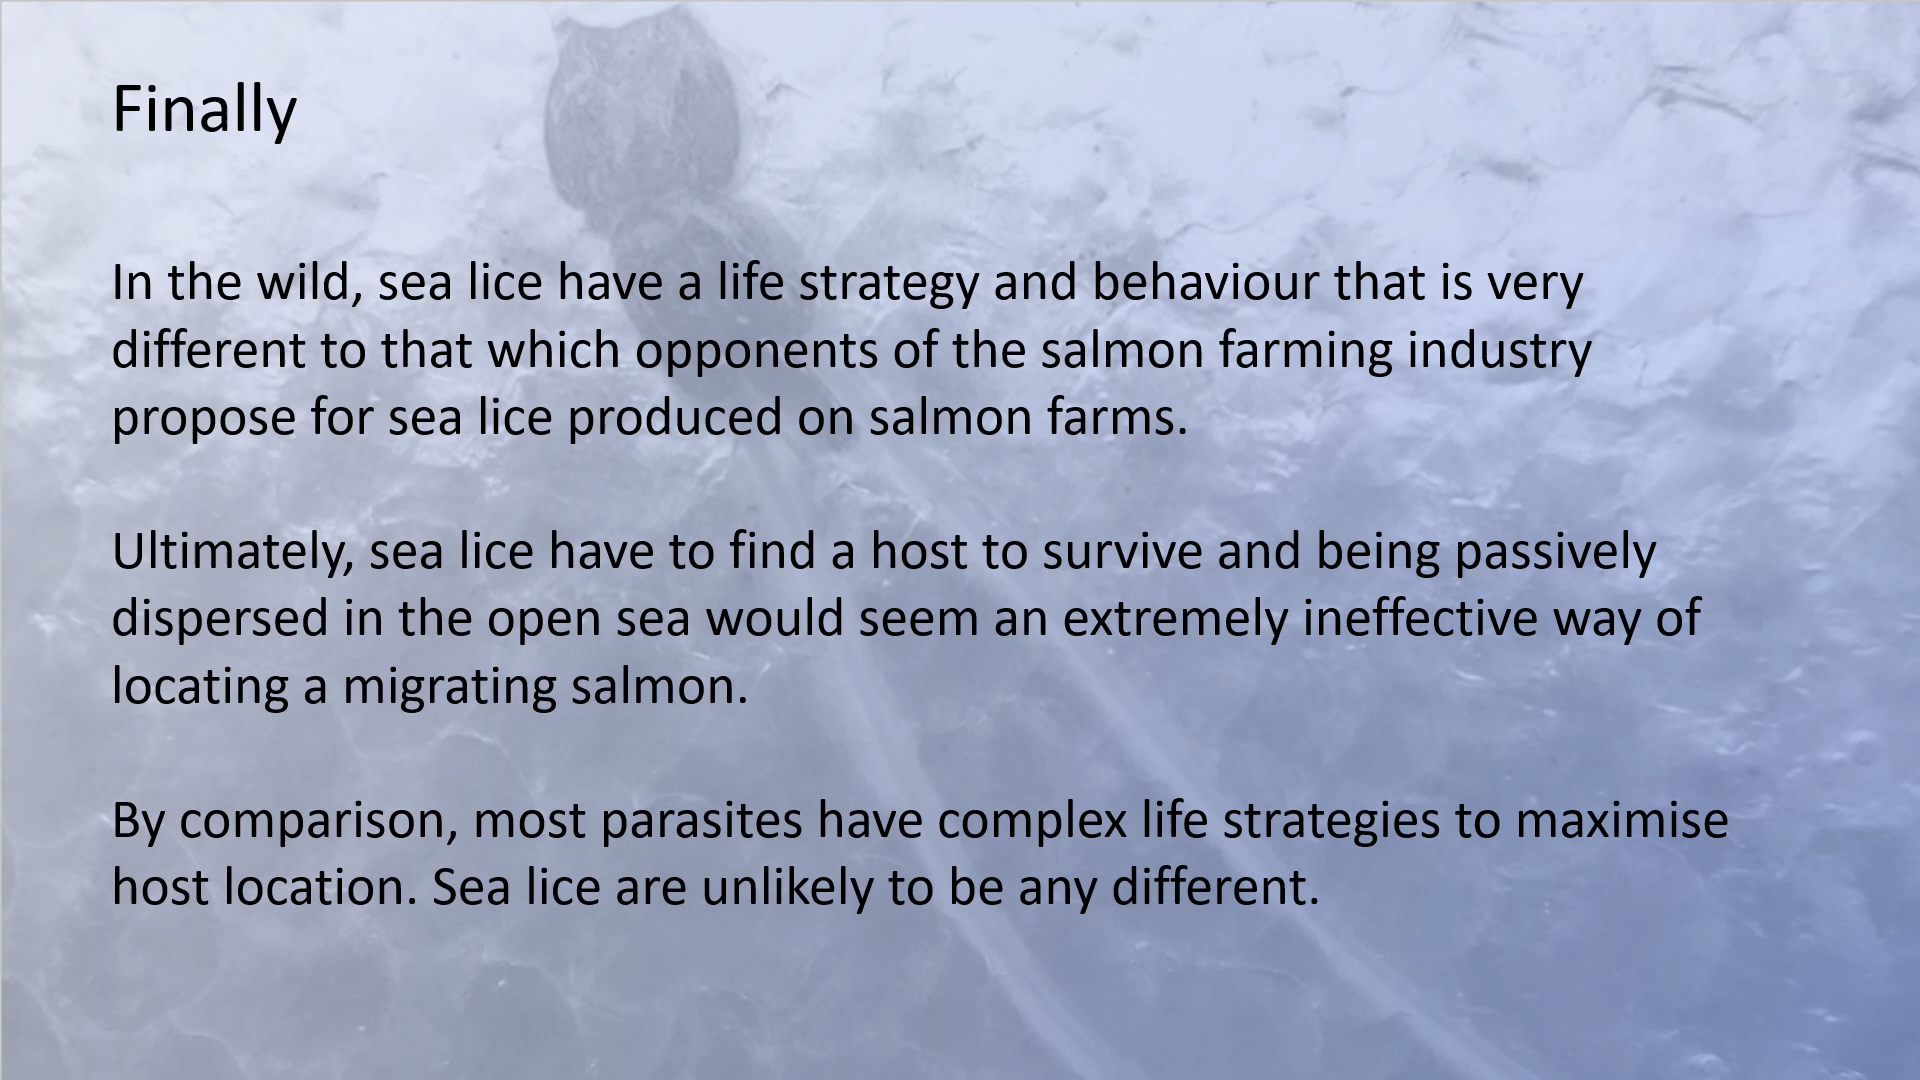 Finally
In the wild, sea lice have a life strategy and behaviour that is very
different to that which opponents of the salmon farming industry
propose for sea lice produced on salmon farms.
Ultimately, sea lice have to find a host to survive and being passively
dispersed in the open sea would seem an extremely ineffective way of
locating a migrating salmon.
By comparison, most parasites have complex life strategies to maximise
host location. Sea lice are unlikely to be any different.